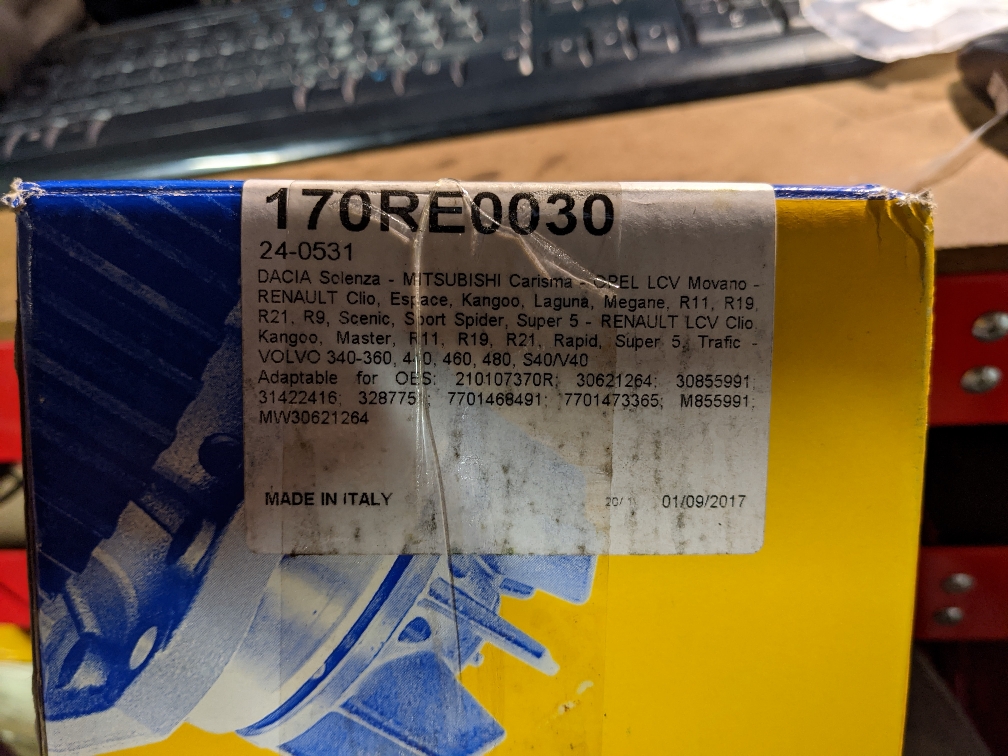 170RE0030
24-0531
DACIA Solenza - MITSUBISHI Carisma - OPEL LCV Movano -
RENAULT Clio, Espace, Kangoo, Laguna, Megane, R11, R19,
R21, R9, Scenic, Sport Spider, Super 5 - RENAULT LCV Clio,
Kangoo, Master, R11, R19, R21, Rapid, Super 5, Trafic -
VOLVO 340-360, 440, 460, 480, S40/V40
Adaptable for OES: 210107370R; 30621264; 30855991;
31422416; 7701468491; 7701473365; M855991;
MW30621264
MADE IN ITALY 01/09/2017